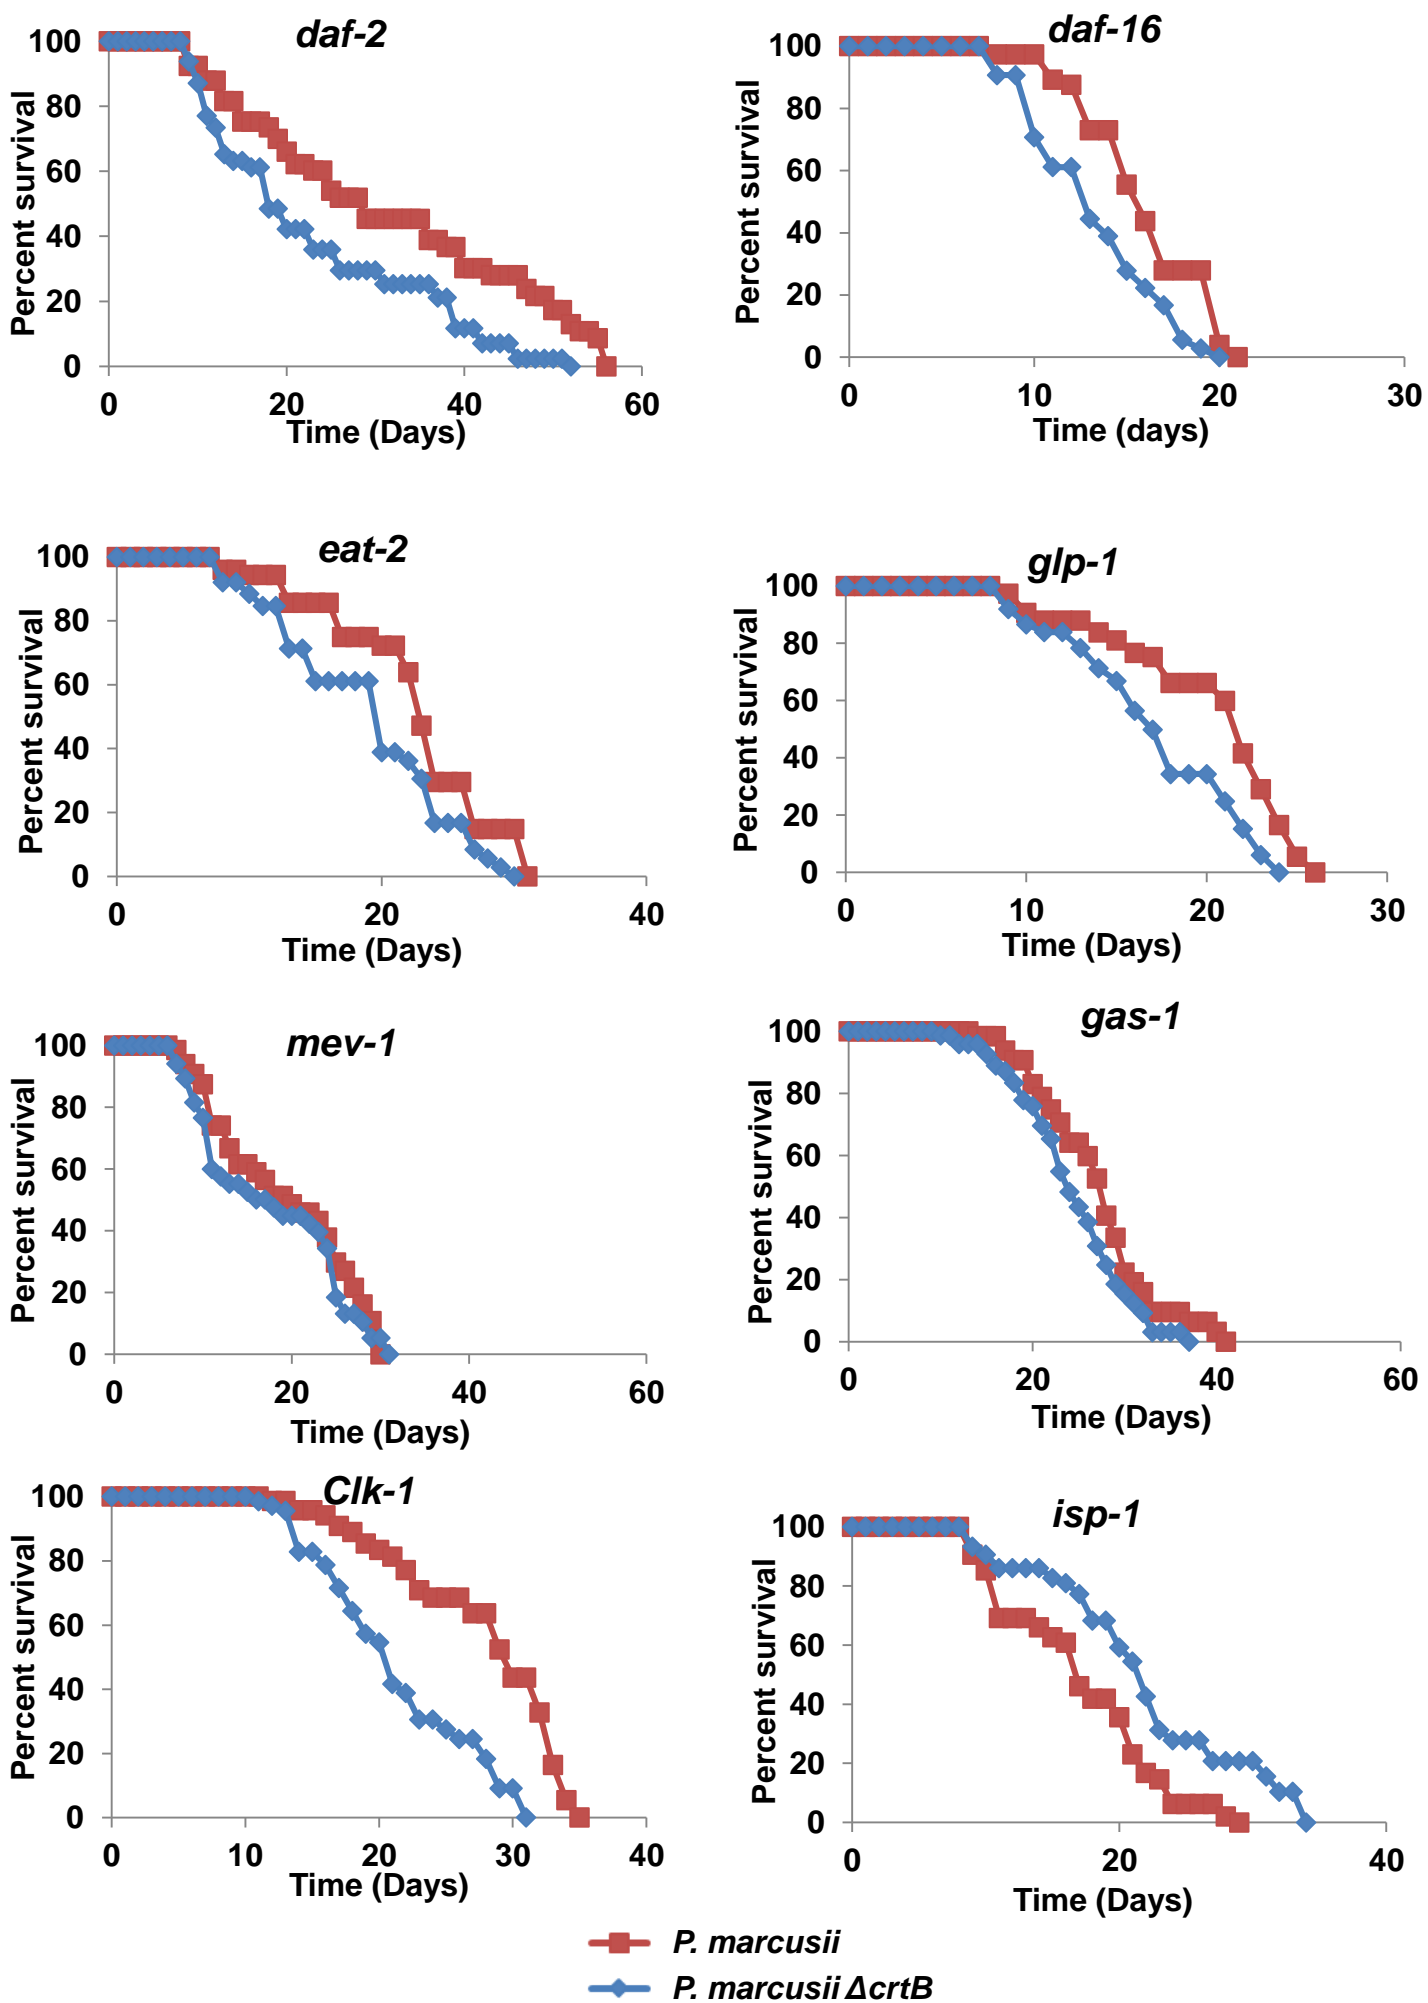 daf-2
Percent survival
100
80
60
40
20
0
0 20 40 60
Time (Days)
daf-16
Percent survival
100
80
60
40
20
0
0 10 20 30
Time (days)
eat-2
Percent survival
100
80
60
40
20
0
0 20 40
Time (Days)
glp-1
Percent survival
100
80
60
40
20
0
0 10 20 30
Time (Days)
mev-1
Percent survival
100
80
60
40
20
0
0 20 40 60
Time (Days)
gas-1
Percent survival
100
80
60
40
20
0
0 20 40 60
Time (Days)
Clk-1
Percent survival
100
80
60
40
20
0
0 10 20 30 40
Time (Days)
isp-1
Percent survival
100
80
60
40
20
0
0 20 40
Time (Days)
P. marcusii
P. marcusii ΔcrtB